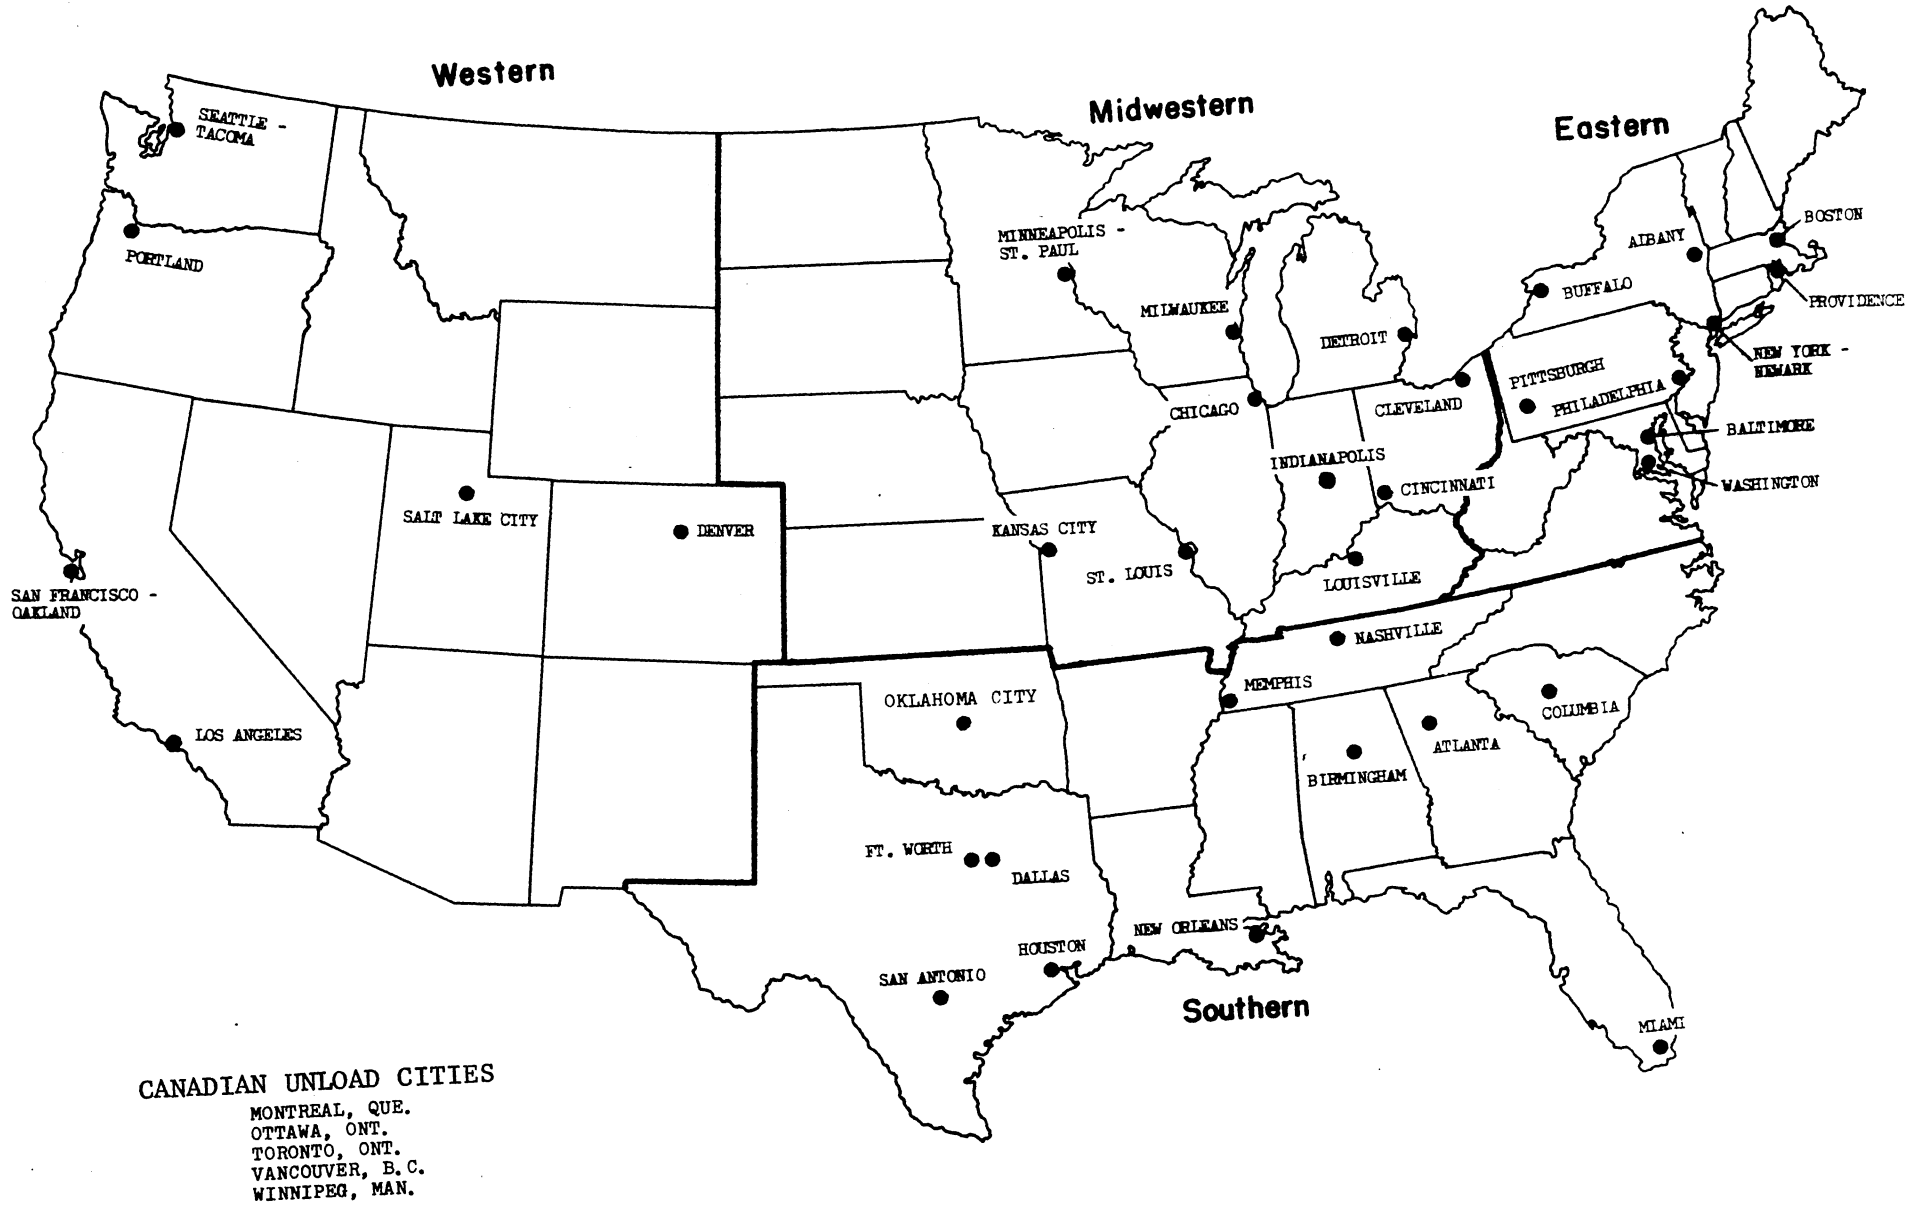 Western
Midwestern
Eastern
SEATTLE -
TACOMA
PORTLAND
SAN FRANCISCO -
OAKLAND
LOS ANGELES
SALT LAKE CITY
DENVER
MINNEAPOLIS -
ST. PAUL
MILWAUKEE
DETROIT
CHICAGO
CLEVELAND
INDIANAPOLIS
CINCINNATI
KANSAS CITY
ST. LOUIS
LOUISVILLE
BOSTON
ALBANY
BUFFALO
PROVIDENCE
NEW YORK -
NEWARK
PITTSBURGH
PHILADELPHIA
BALTIMORE
WASHINGTON
NASHVILLE
MEMPHIS
OKLAHOMA CITY
COLUMBIA
ATLANTA
BIRMINGHAM
FT. WORTH
DALLAS
NEW ORLEANS
HOUSTON
SAN ANTONIO
MIAMI
Southern
CANADIAN UNLOAD CITIES
MONTREAL, QUE.
OTTAWA, ONT.
TORONTO, ONT.
VANCOUVER, B.C.
WINNIPEG, MAN.